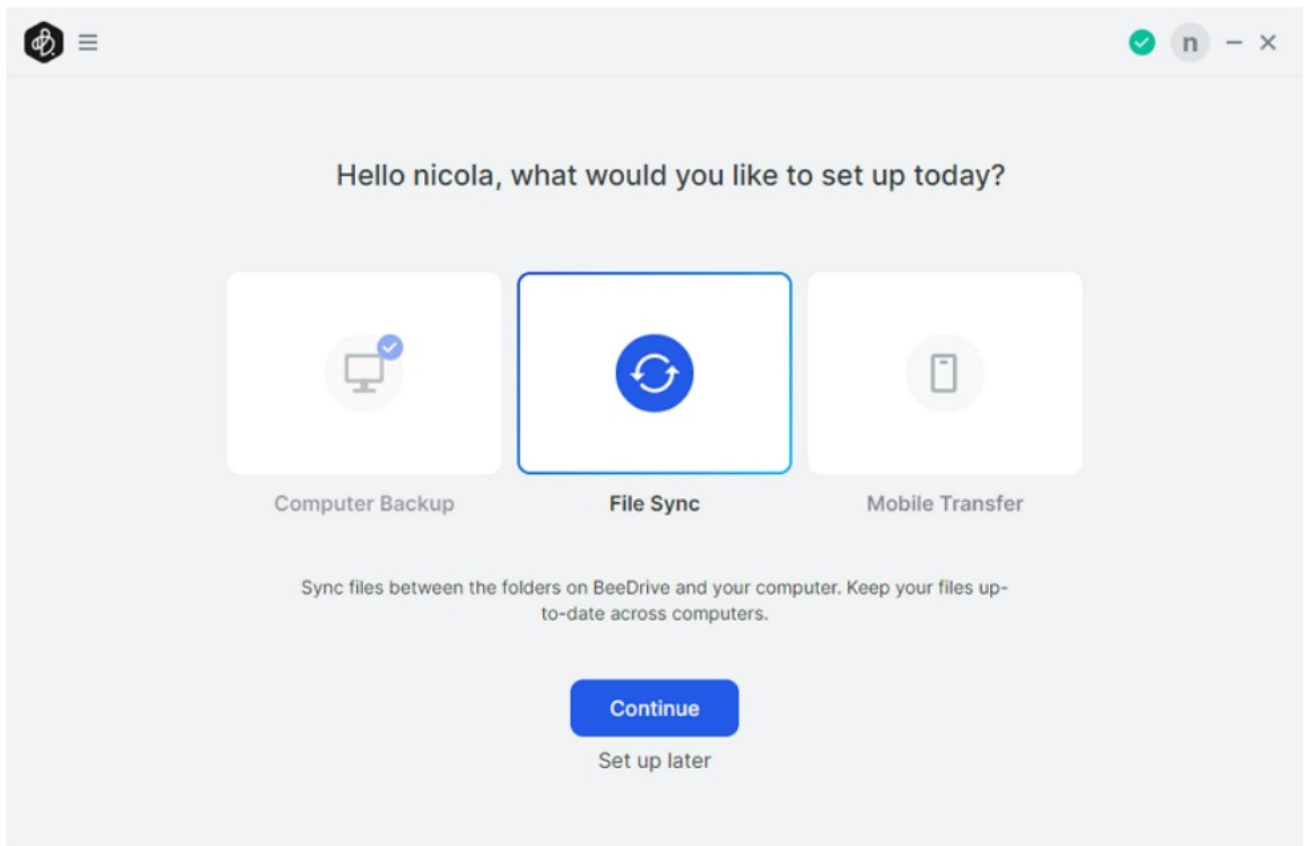 n
Hello nicola, what would you like to set up today?
Computer Backup
File Sync
Mobile Transfer
Sync files between the folders on BeeDrive and your computer. Keep your files up-
to-date across computers.
Continue
Set up later